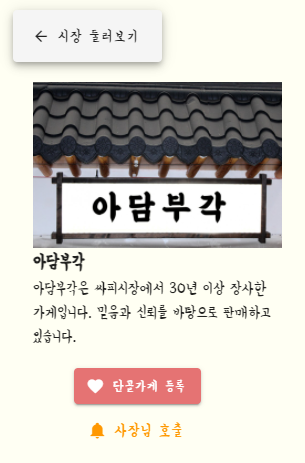 시장 둘러보기
아담부각
아담부각
아담부각은 싸피시장에서 30년 이상 장사한
가게입니다. 믿음과 신뢰를 바탕으로 판매하고
있습니다.
단골가게 등록
사장님 호출